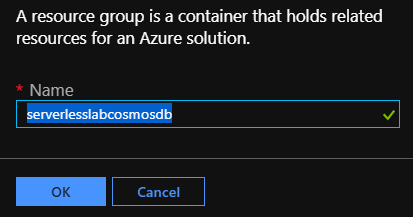 A resource group is a container that holds related
resources for an Azure solution.
* Name
serverlesslabcosmosdb
OK Cancel